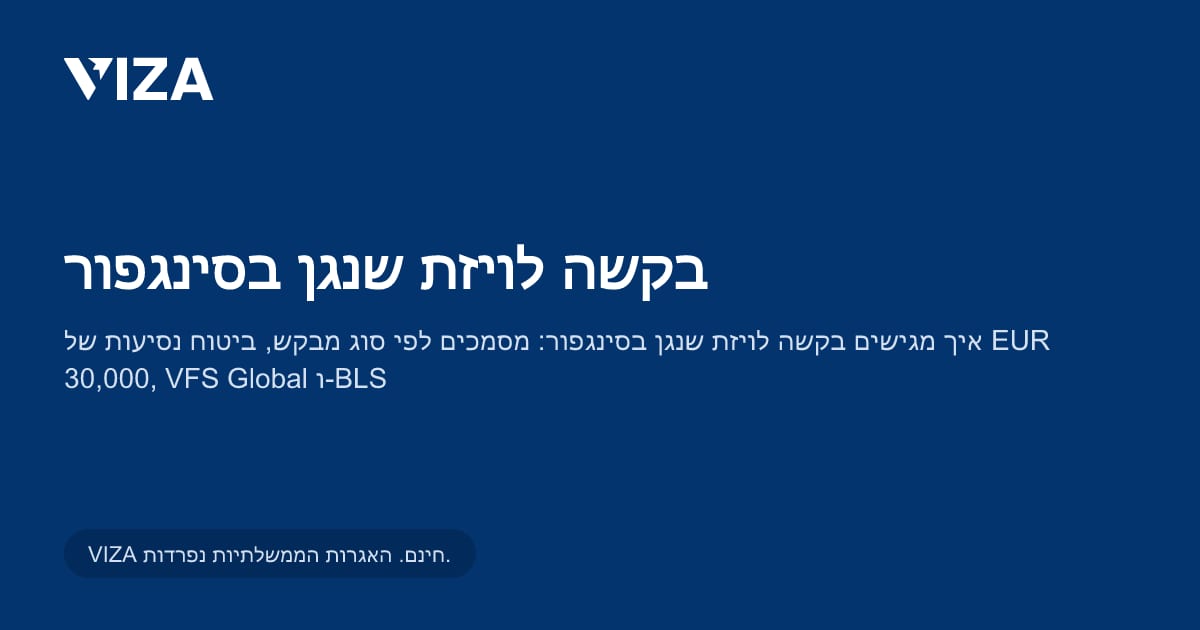 VIZA
בקשה לויזת שנגן בסינגפור
איך מגישים בקשה לויזת שנגן בסינגפור: מסמכים לפי סוג מבקש, ביטוח נסיעות של EUR
30,000, VFS Global ו-BLS
VIZA חינם. האגרות הממשלתיות נפרדות.